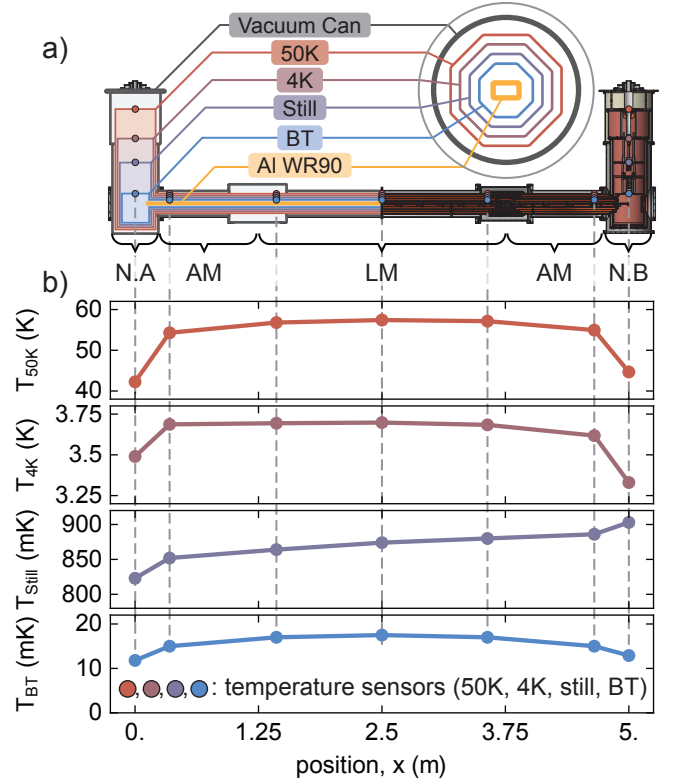 a)
Vacuum Can
50K
4K
Still
BT
Al WR90
N.A AM LM AM N.B
b)
T50K (K)
60
50
40
T4K (K)
3.75
3.5
3.25
TStill (mK)
900
850
800
TBT (mK)
20
10
0
, , , : temperature sensors (50K, 4K, still, BT)
0. 1.25 2.5 3.75 5.
position, x (m)